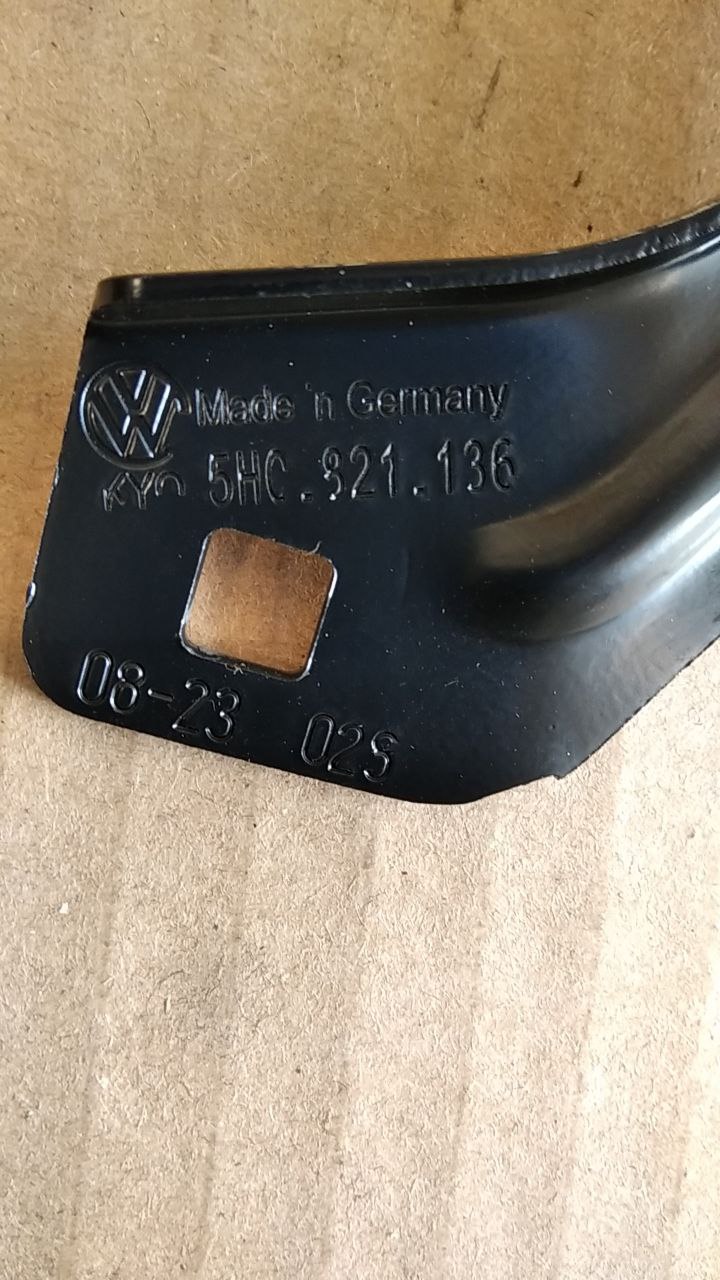 Made in Germany
5HC.821.136
08-23 02S